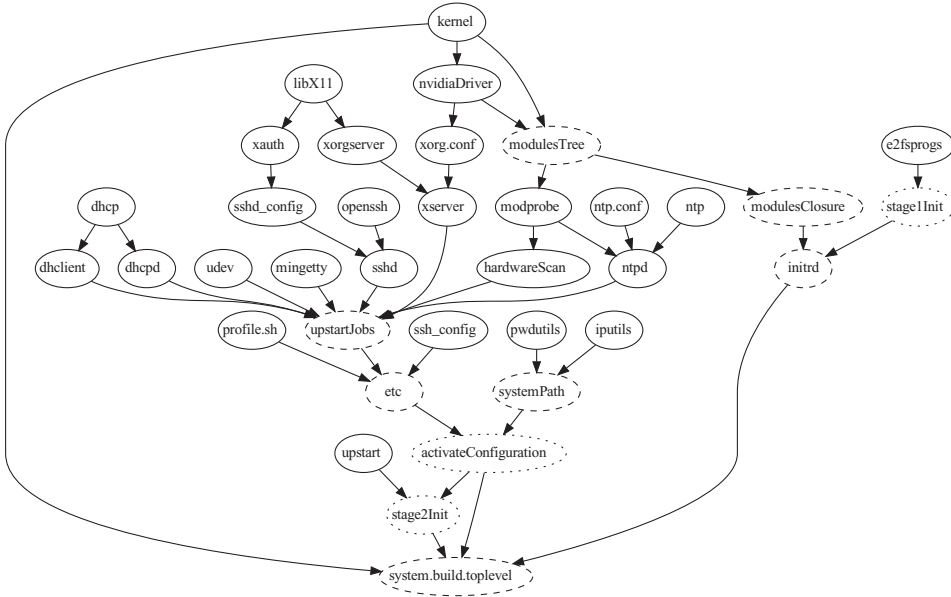 kernel
libX11
nvidiaDriver
xauth
xorgserver
xorg.conf
modulesTree
e2fsprogs
dhcp
sshd_config
openssh
xserver
modprobe
ntp.conf
ntp
modulesClosure
stage1Init
dhclient
dhcpd
udev
mingetty
sshd
hardwareScan
ntpd
initrd
profile.sh
upstartJobs
ssh_config
pwdutils
iputils
etc
systemPath
upstart
activateConfiguration
stage2Init
system.build.toplevel